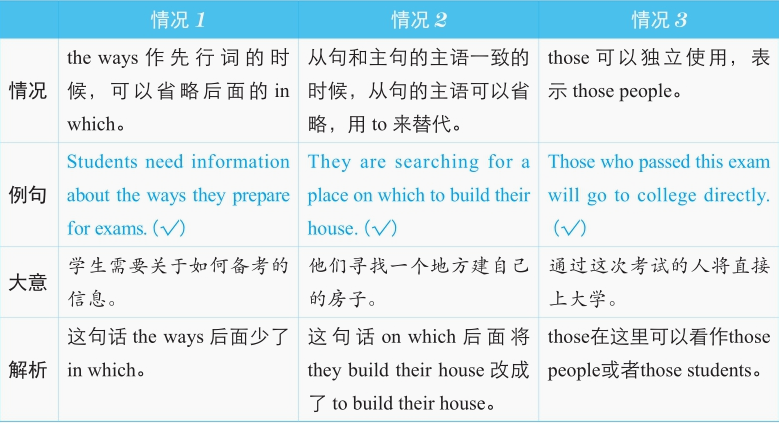 情况 1 情况 2 情况 3
情况
the ways 作先行词的时
候，可以省略后面的 in
which。
从句和主句的主语一致的
时候，从句的主语可以省
略，用 to 来替代。
those 可以独立使用，表
示 those people。
例句
Students need information
about the ways they prepare
for exams. (√)
They are searching for a
place on which to build their
house. (√)
Those who passed this exam
will go to college directly.
(√)
大意
学生需要关于如何备考的
信息。
他们寻找一个地方建自己
的房子。
通过这次考试的人将直接
上大学。
解析
这句话 the ways 后面少了
in which。
这句话 on which 后面将
they build their house 改成
了 to build their house。
those在这里可以看作those
people或者those students。